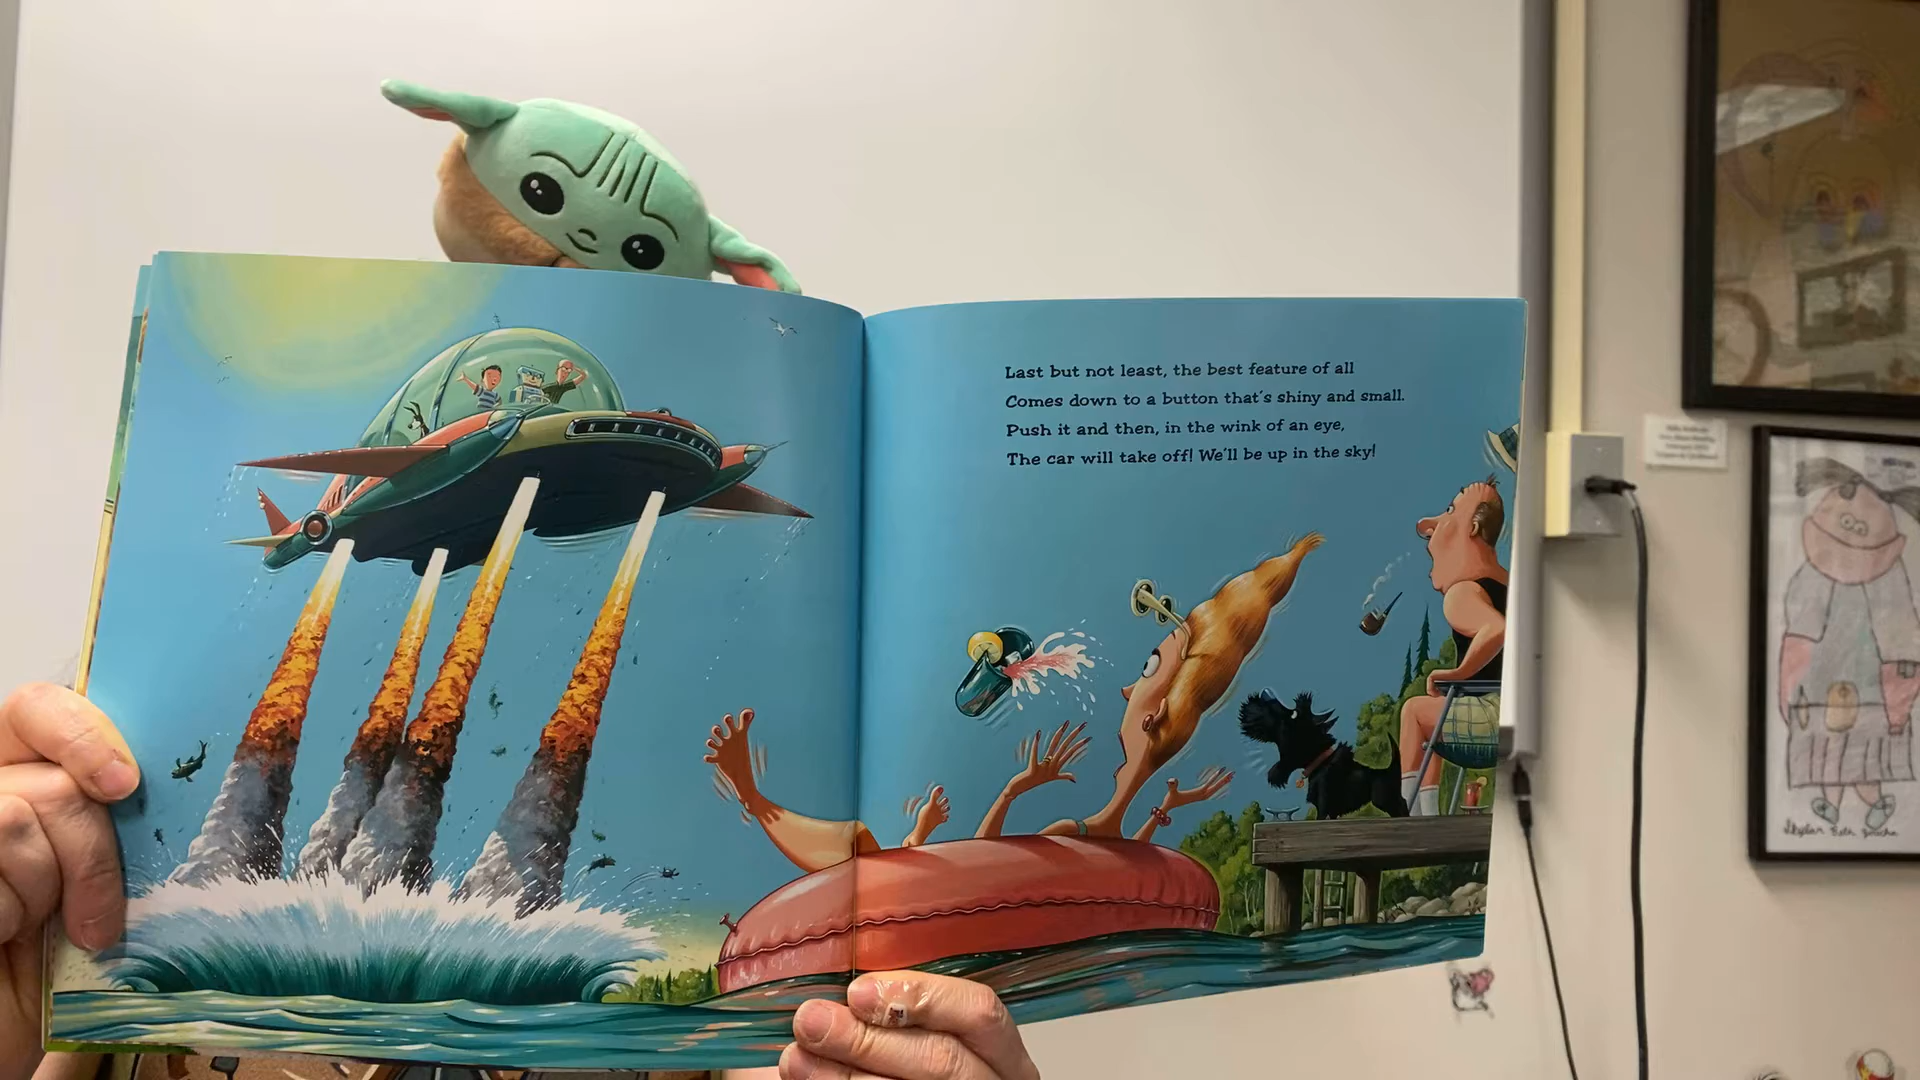 Last but not least, the best feature of all
Comes down to a button that's shiny and small.
Push it and then, in the wink of an eye,
The car will take off! We'll be up in the sky!